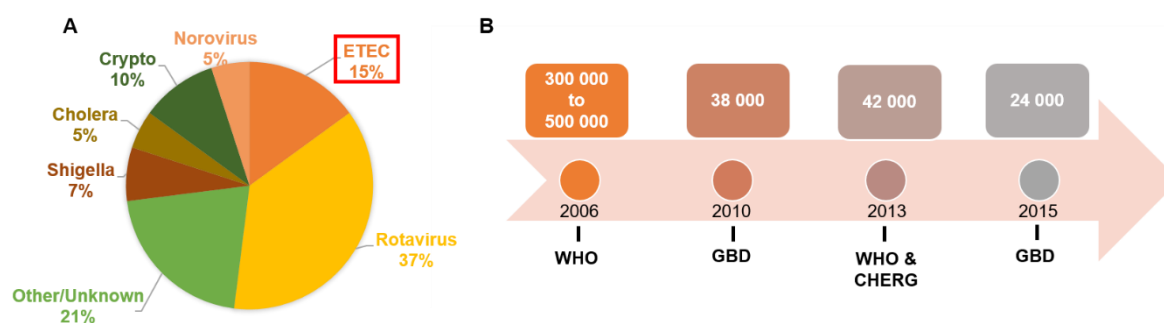 A
Norovirus
5%
ETEC
15%
Crypto
10%
Cholera
5%
Shigella
7%
Rotavirus
37%
Other/Unknown
21%
B
300 000
to
500 000
38 000
42 000
24 000
2006
2010
2013
2015
WHO
GBD
WHO &
CHERG
GBD